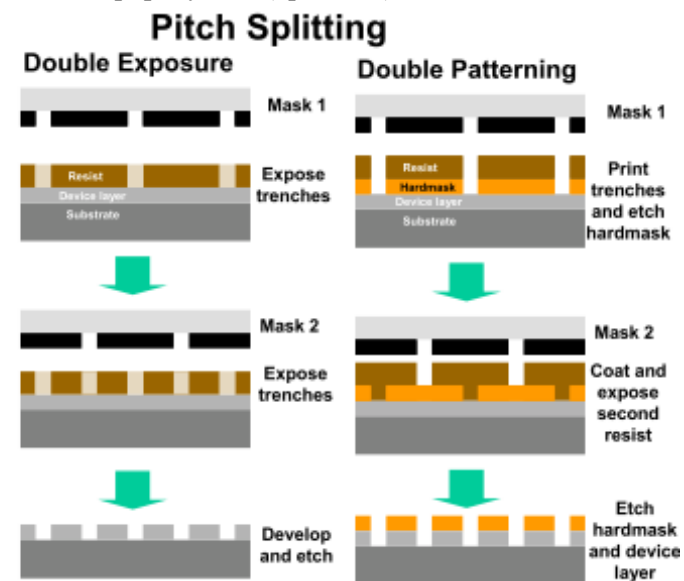 Pitch Splitting
Double Exposure
Mask 1
Resist
Device layer
Substrate
Expose
trenches
Mask 2
Expose
trenches
Develop
and etch
Double Patterning
Mask 1
Resist
Hardmask
Device layer
Substrate
Print
trenches
and etch
hardmask
Mask 2
Coat and
expose
second
resist
Etch
hardmask
and device
layer